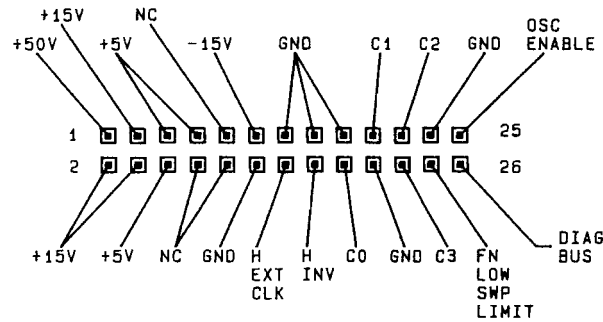 +15V NC OSC
+50V +5V -15V GND C1 C2 GND ENABLE
1 25
2 26
+15V +5V NC GND H H C0 GND C3 FN DIAG
EXT INV LOW BUS
CLK SWP
LIMIT